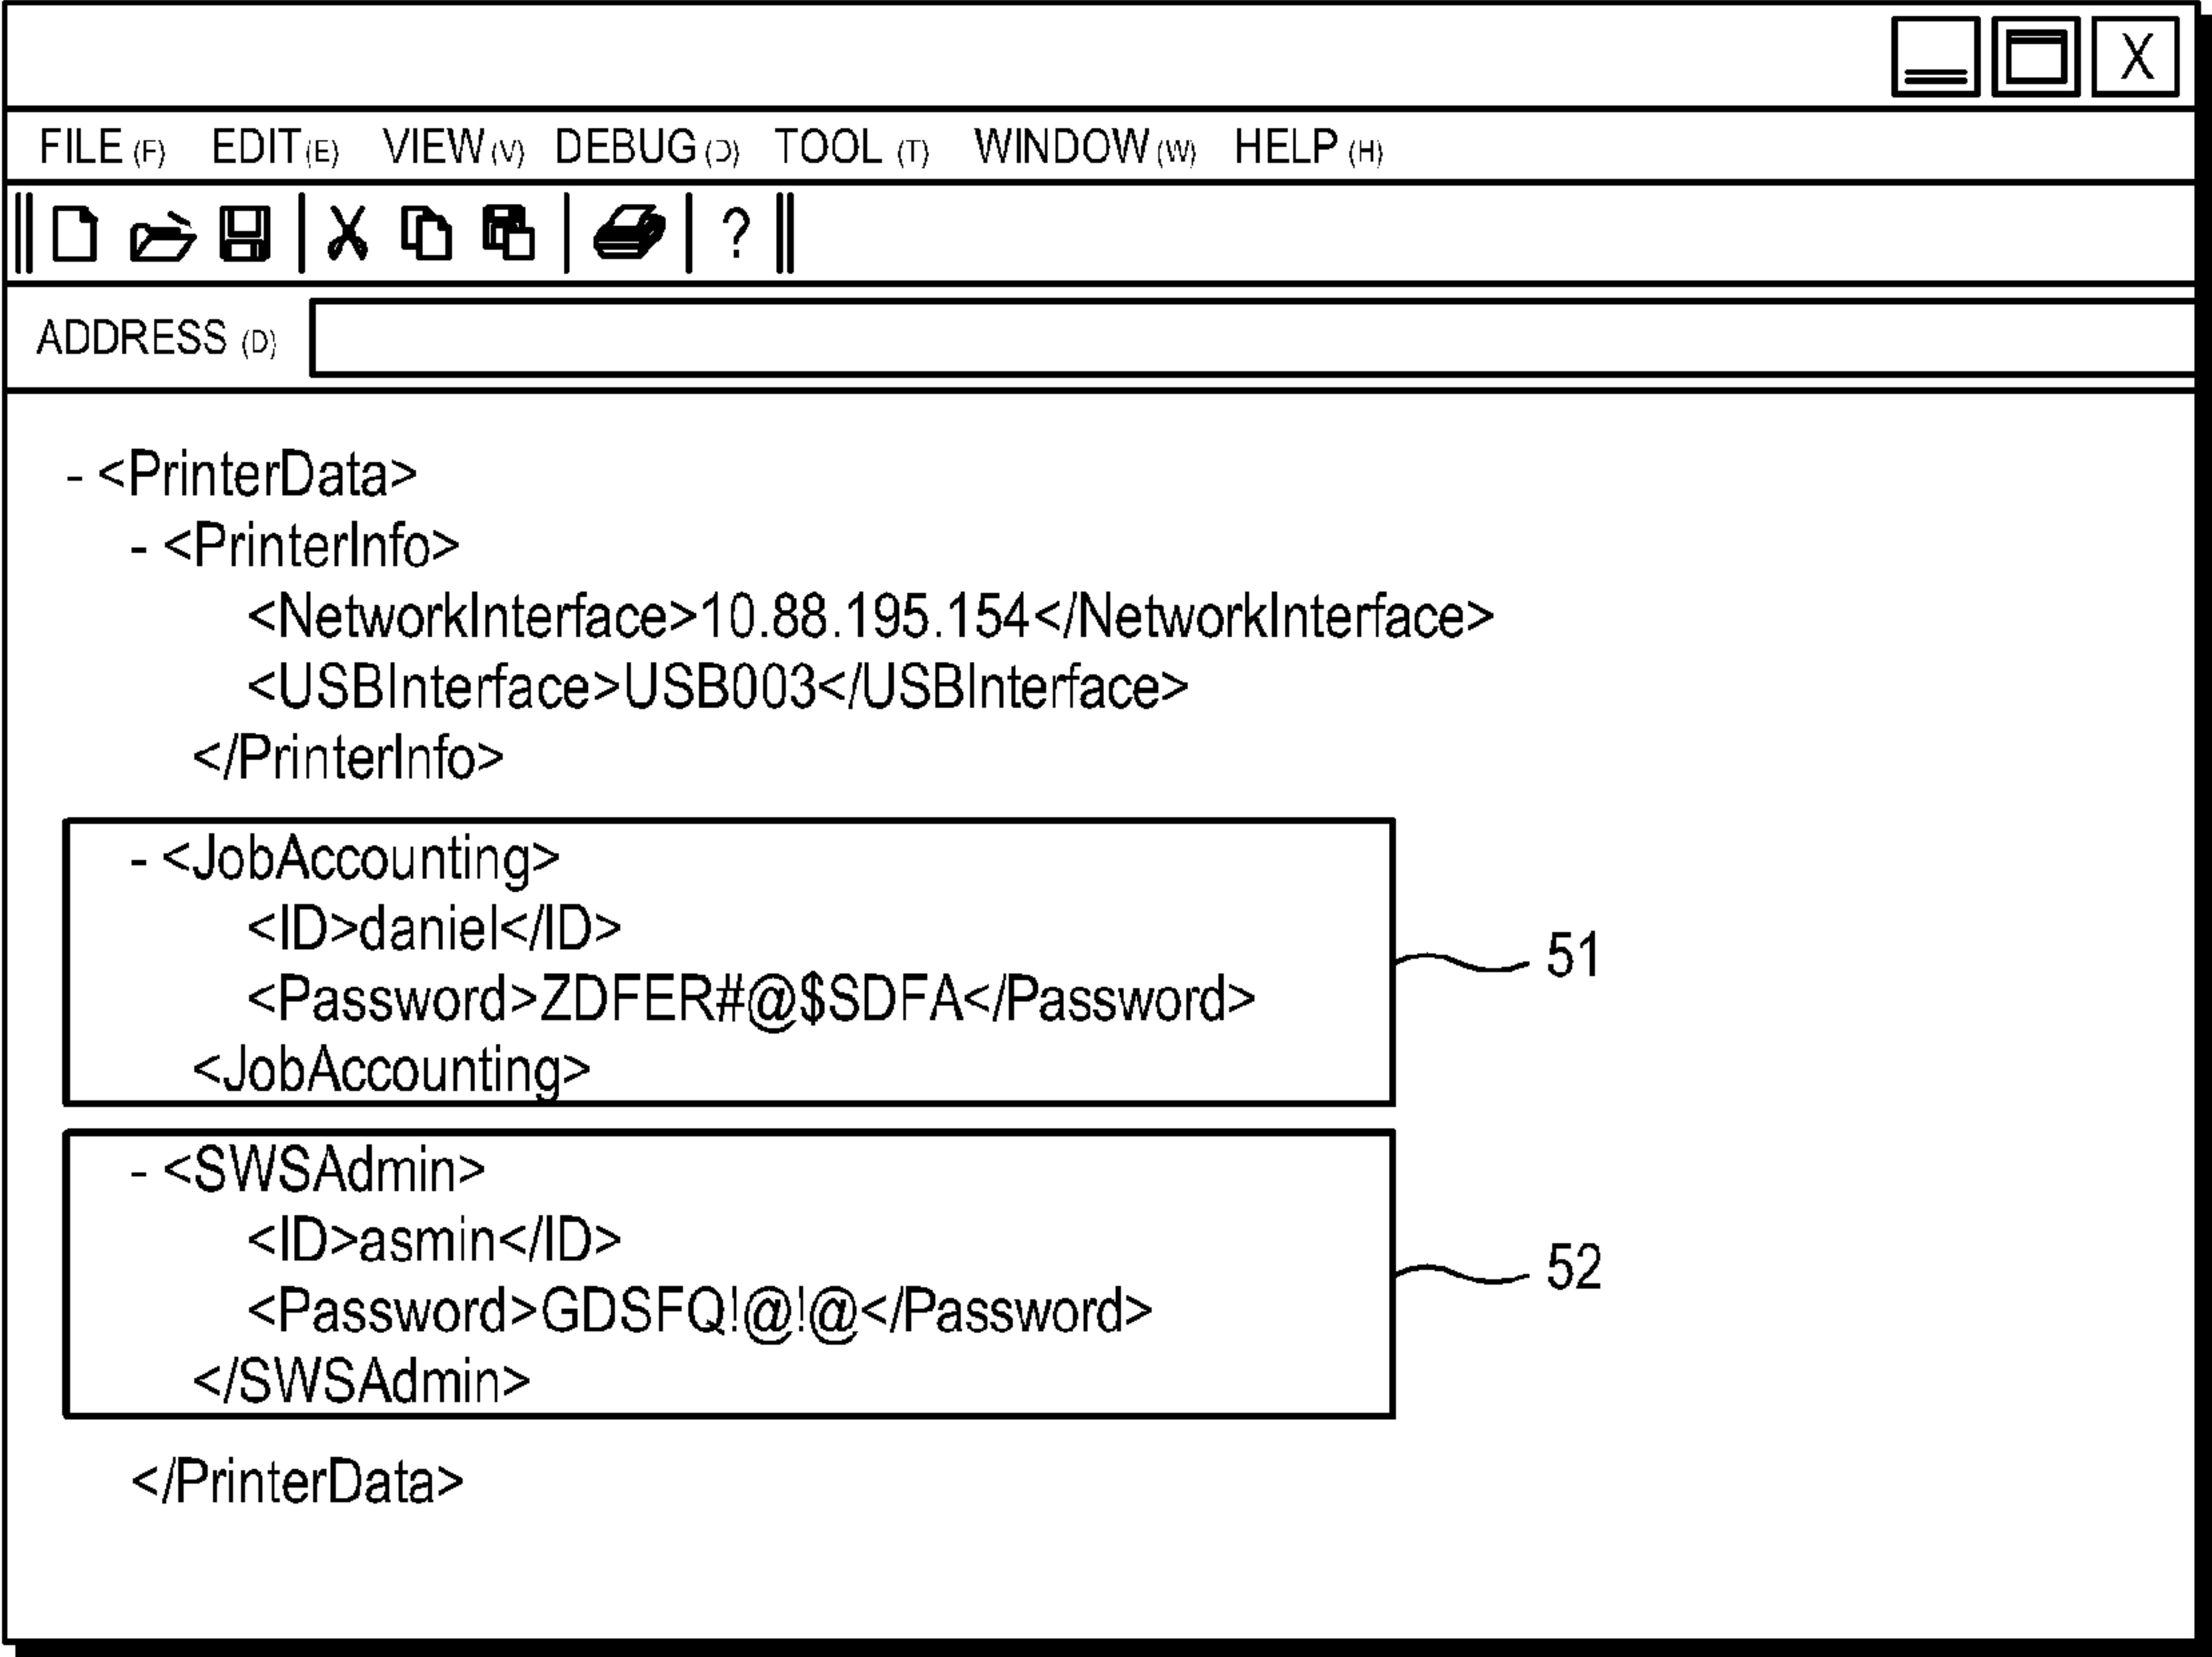 X
FILE (F) EDIT(E) VIEW(V) DEBUG(D) TOOL (T) WINDOW(W) HELP (H)
?
ADDRESS (D)
- <PrinterData>
- <PrinterInfo>
<NetworkInterface>10.88.195.154</NetworkInterface>
<USBInterface>USB003</USBInterface>
</PrinterInfo>
- <JobAccounting>
<ID>daniel</ID>
<Password>ZDFER#@$SDFA</Password>
<JobAccounting>
51
- <SWSAdmin>
<ID>asmin</ID>
<Password>GDSFQ!@!@</Password>
</SWSAdmin>
52
</PrinterData>